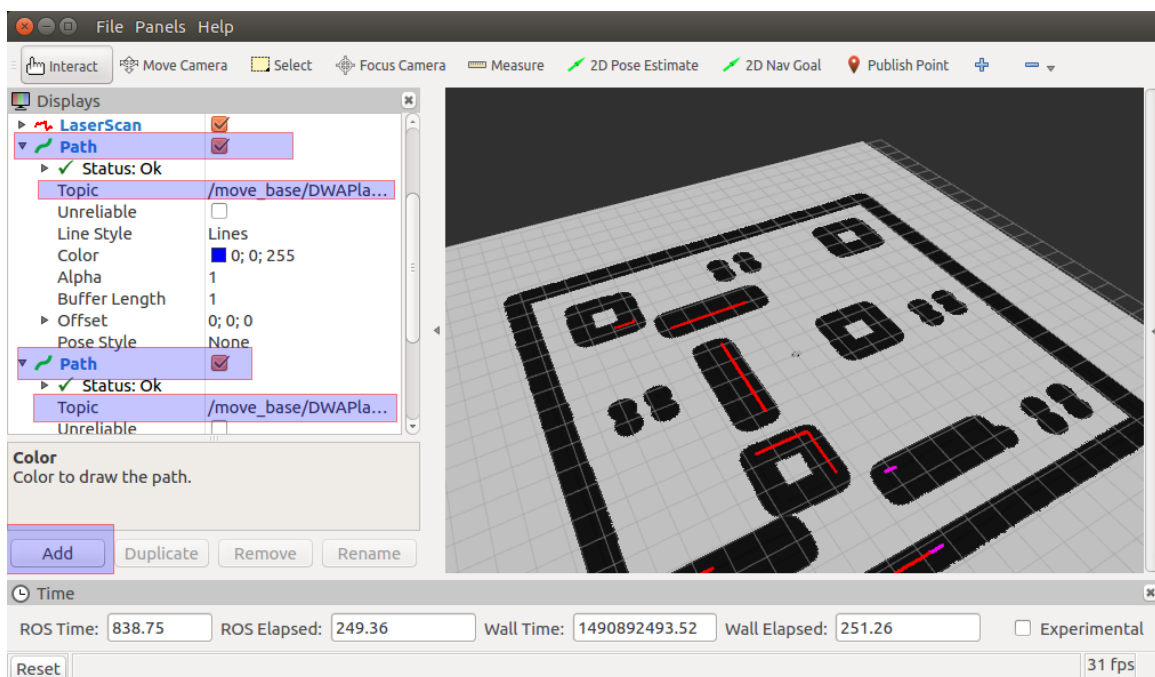 File Panels Help
Interact Move Camera Select Focus Camera Measure 2D Pose Estimate 2D Nav Goal Publish Point
Displays
LaserScan
Path
Status: Ok
Topic /move_base/DWAPla...
Unreliable
Line Style Lines
Color 0; 0; 255
Alpha 1
Buffer Length 1
Offset 0; 0; 0
Pose Style None
Path
Status: Ok
Topic /move_base/DWAPla...
Unreliable
Color
Color to draw the path.
Add Duplicate Remove Rename
Time
ROS Time: 838.75 ROS Elapsed: 249.36 Wall Time: 1490892493.52 Wall Elapsed: 251.26 Experimental
Reset 31 fps